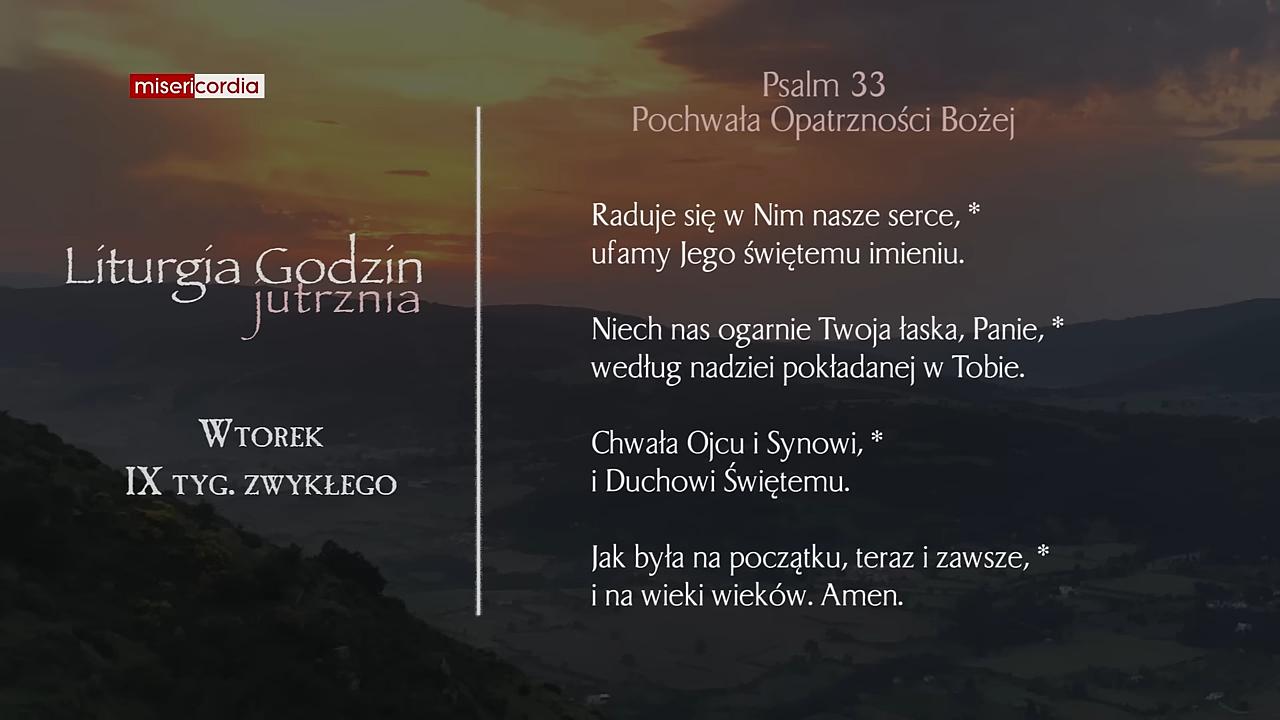 misericordia
Liturgia Godzin
jutrznia
Wtorek
IX tyg. zwykłego
Psalm 33
Pochwała Opatrzności Bożej
Raduje się w Nim nasze serce, *
ufamy Jego świętemu imieniu.
Niech nas ogarnie Twoja łaska, Panie, *
według nadziei pokładanej w Tobie.
Chwała Ojcu i Synowi, *
i Duchowi Świętemu.
Jak była na początku, teraz i zawsze, *
i na wieki wieków. Amen.